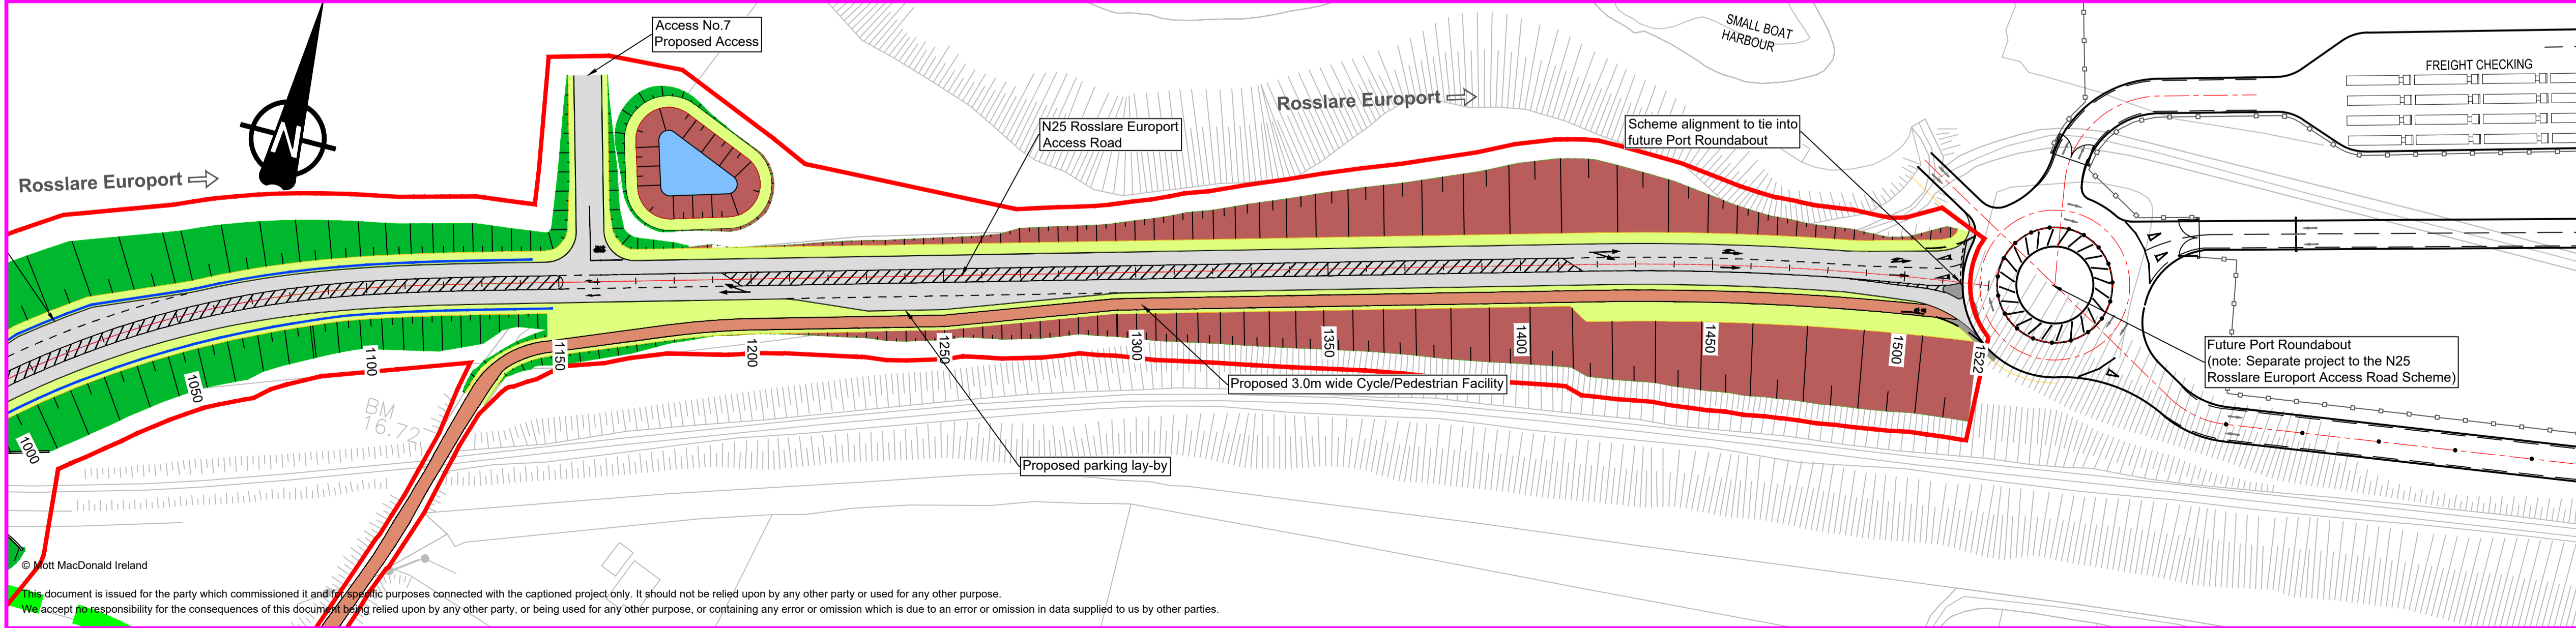 Access No.7
Proposed Access
SMALL BOAT
HARBOUR
FREIGHT CHECKING
Rosslare Europort
N25 Rosslare Europort
Access Road
Scheme alignment to tie into
future Port Roundabout
N
Rosslare Europort
1000
1050
1100
1150
1200
1250
1300
1350
1400
1450
1500
1522
Future Port Roundabout
(note: Separate project to the N25
Rosslare Europort Access Road Scheme)
Proposed 3.0m wide Cycle/Pedestrian Facility
BM
16.72
Proposed parking lay-by
© Mott MacDonald Ireland
This document is issued for the party which commissioned it and for specific purposes connected with the captioned project only. It should not be relied upon by any other party or used for any other purpose.
We accept no responsibility for the consequences of this document being relied upon by any other party, or being used for any other purpose, or containing any error or omission which is due to an error or omission in data supplied to us by other parties.